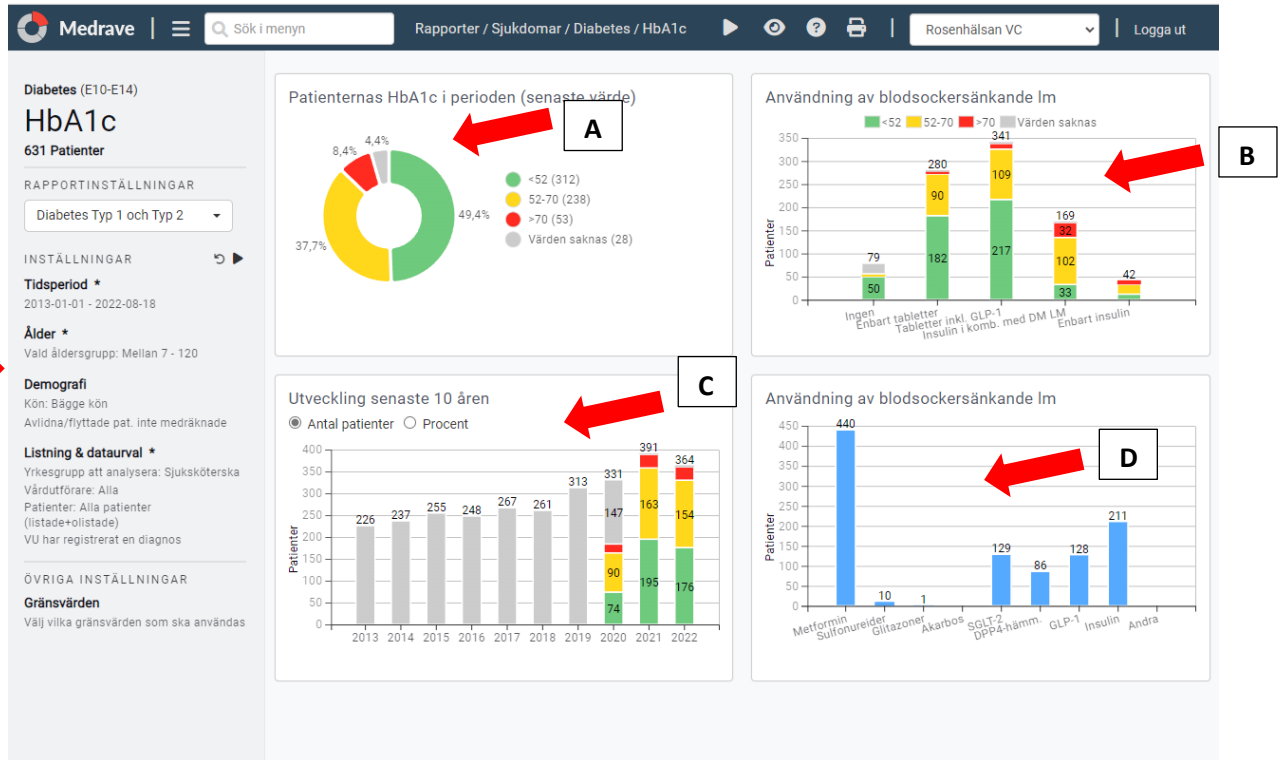 Medrave
Sök i menyn
Rapporter / Sjukdomar / Diabetes / HbA1c
Rosenhälsan VC
Logga ut
Diabetes (E10-E14)
HbA1c
631 Patienter
RAPPORTINSTÄLLNINGAR
Diabetes Typ 1 och Typ 2
INSTÄLLNINGAR
Tidsperiod *
2013-01-01 - 2022-08-18
Ålder *
Vald åldersgrupp: Mellan 7 - 120
Demografi
Kön: Bägge kön
Avlidna/flyttade pat. inte medräknade
Listning & dataurval *
Yrkesgrupp att analysera: Sjuksköterska
Vårdutförare: Alla
Patienter: Alla patienter
(listade+olistade)
VU har registrerat en diagnos
ÖVRIGA INSTÄLLNINGAR
Gränsvärden
Välj vilka gränsvärden som ska användas
Patienternas HbA1c i perioden (senaste värde)
A
4,4%
8,4%
49,4%
37,7%
<52 (312)
52-70 (238)
>70 (53)
Värden saknas (28)
Användning av blodsockersänkande lm
<52 52-70 >70 Värden saknas
B
Patienter
350
300
250
200
150
100
50
0
79
50
280
90
182
341
109
217
169
32
102
33
42
Ingen
Enbart tabletter
Tabletter inkl. GLP-1
Insulin i komb. med DM LM
Enbart insulin
Utveckling senaste 10 åren
C
Antal patienter Procent
Patienter
400
350
300
250
200
150
100
50
0
226
237
255
248
267
261
313
331
147
90
74
391
163
195
364
154
176
2013 2014 2015 2016 2017 2018 2019 2020 2021 2022
Användning av blodsockersänkande lm
D
Patienter
450
400
350
300
250
200
150
100
50
0
440
10
1
129
86
128
211
Metformin
Sulfonureider
Glitazoner
Akarbos
SGLT-2
DPP4-hämm.
GLP-1
Insulin
Andra